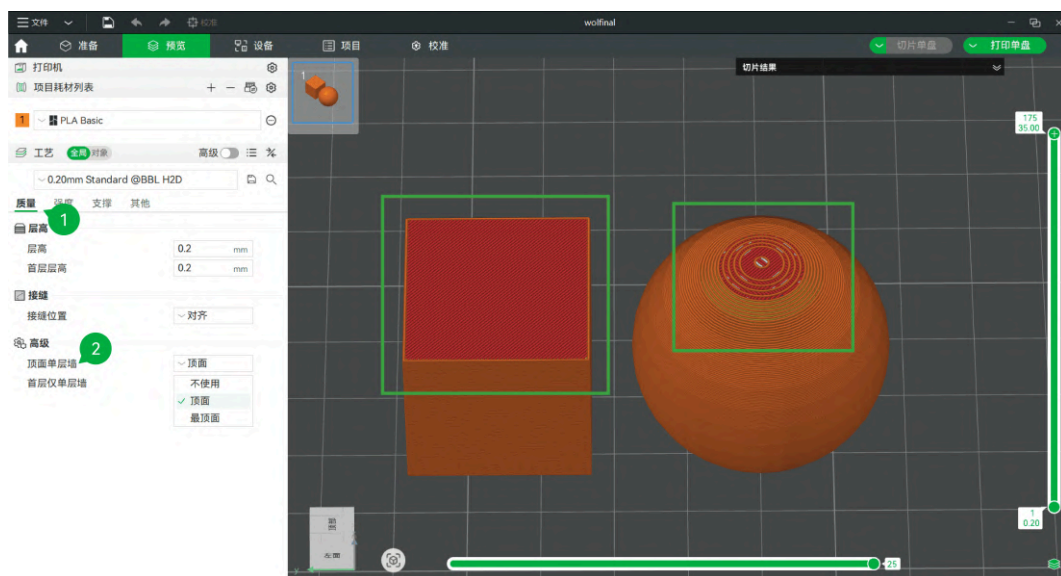 文件
校准
wolfinal
准备
预览
设备
项目
校准
切片单盘
打印单盘
打印机
项目耗材列表
1
PLA Basic
工艺
全局
对象
高级
0.20mm Standard @BBL H2D
质量
强度
支撑
其他
1
层高
层高
0.2
mm
首层层高
0.2
mm
接缝
接缝位置
对齐
高级
2
顶面单层墙
顶面
首层仅单层墙
不使用
顶面
最顶面
1
切片结果
175
35.00
1
0.20
左面
y
25